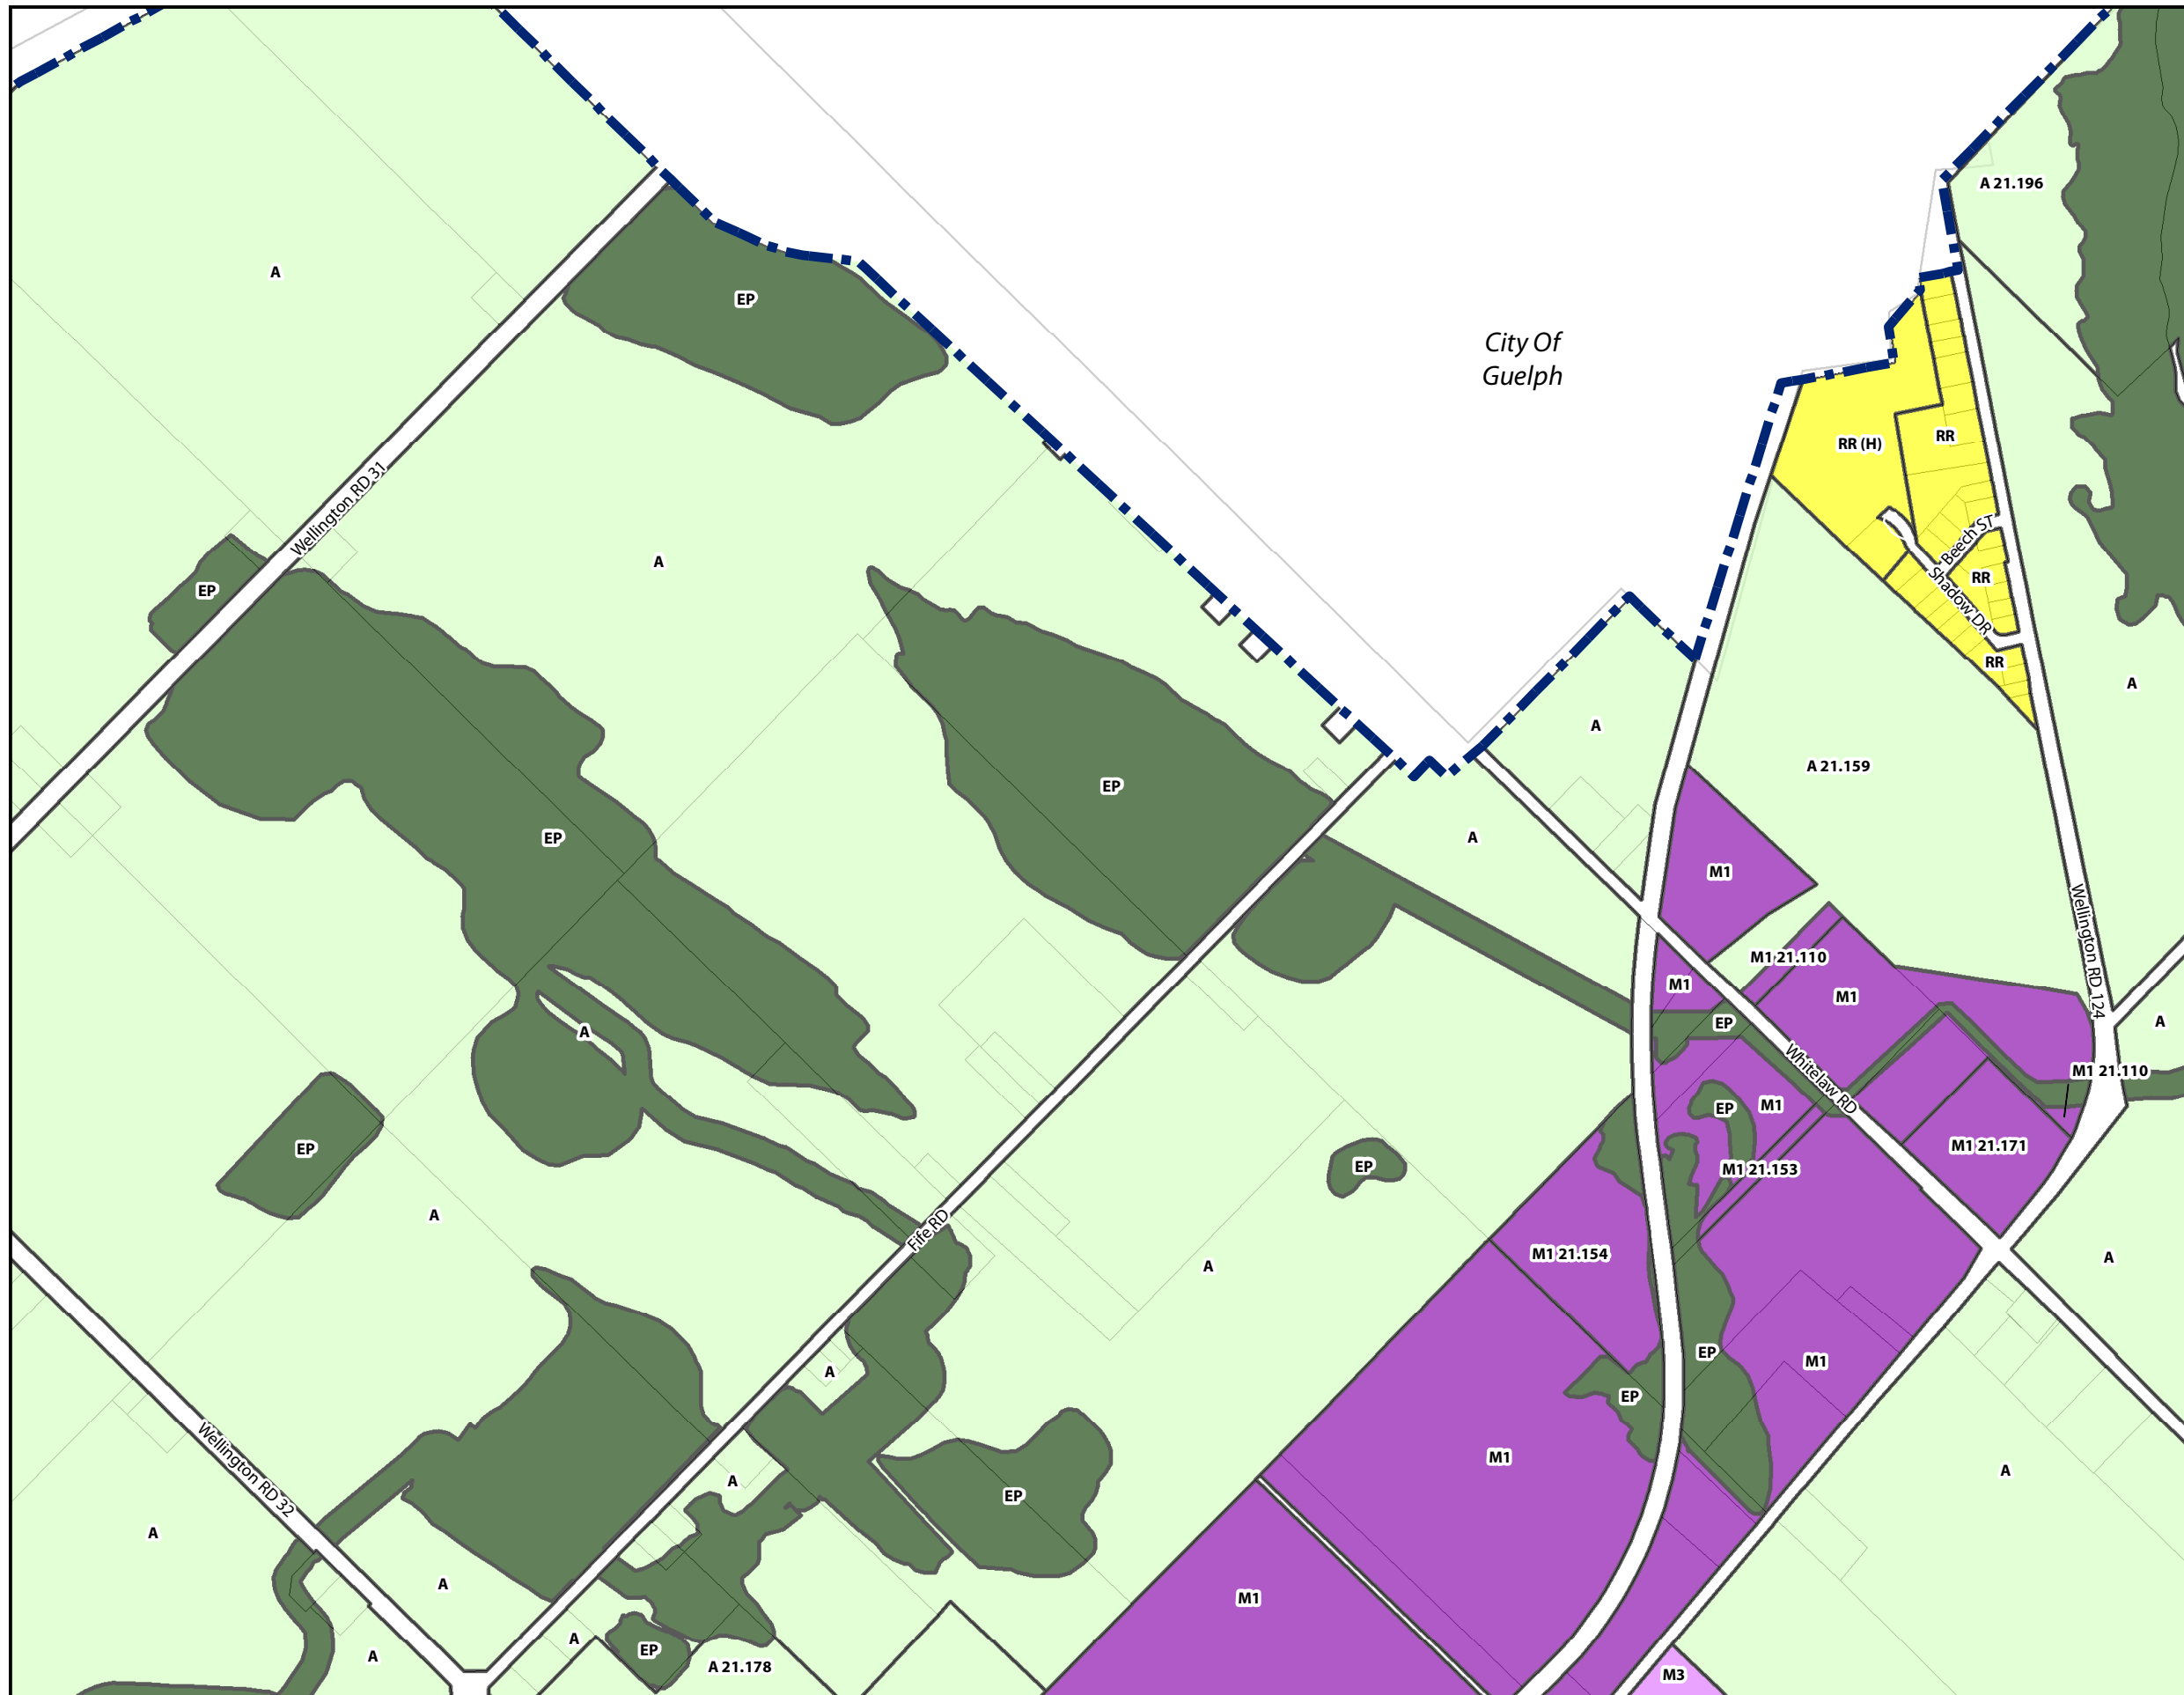 A 21.196
A
EP
City Of
Guelph
RR (H)
RR
Wellington RD 31
Beech ST
A
RR
EP
Shadow DR
RR
A
A
A 21.159
EP
EP
A
M1
Wellington RD 124
M1 21.110
M1
M1
A
EP
A
Whitelaw RD
M1 21.110
M1
EP
EP
M1 21.171
EP
M1 21.153
A
Fife RD
M1 21.154
A
A
EP
M1
A
EP
Wellington RD 32
M1
A
A
EP
A
A
M1
A
EP
A
A 21.178
M3